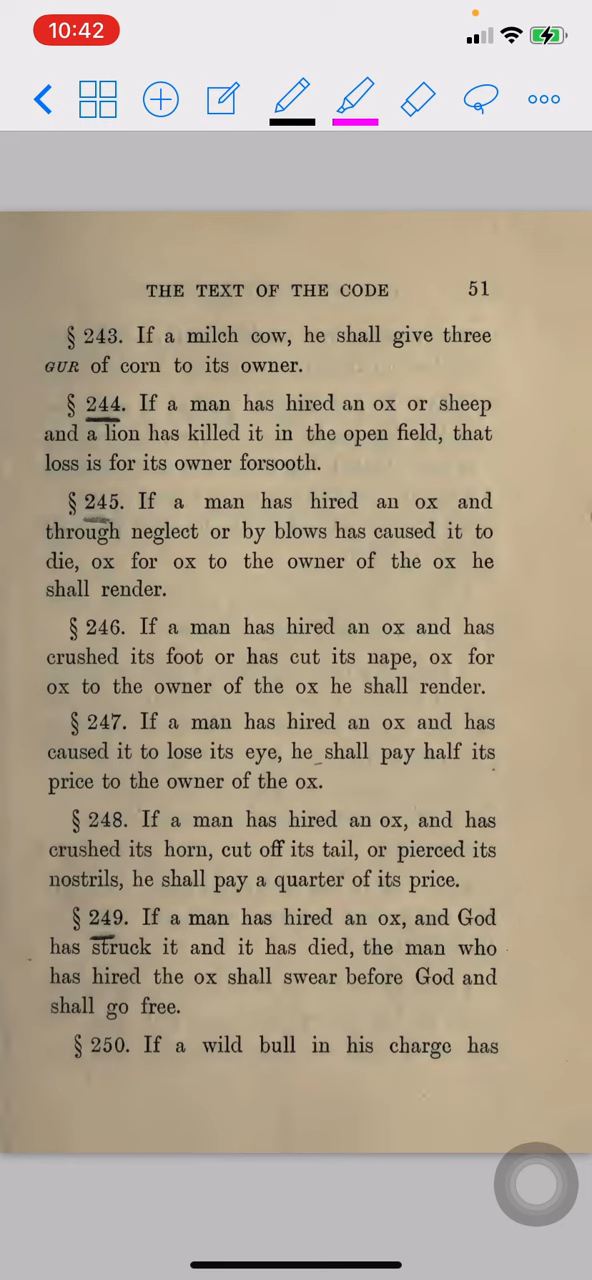 10:42
THE TEXT OF THE CODE 51
§ 243. If a milch cow, he shall give three
GUR of corn to its owner.
§ 244. If a man has hired an ox or sheep
and a lion has killed it in the open field, that
loss is for its owner forsooth.
§ 245. If a man has hired an ox and
through neglect or by blows has caused it to
die, ox for ox to the owner of the ox he
shall render.
§ 246. If a man has hired an ox and has
crushed its foot or has cut its nape, ox for
ox to the owner of the ox he shall render.
§ 247. If a man has hired an ox and has
caused it to lose its eye, he shall pay half its
price to the owner of the ox.
§ 248. If a man has hired an ox, and has
crushed its horn, cut off its tail, or pierced its
nostrils, he shall pay a quarter of its price.
§ 249. If a man has hired an ox, and God
has struck it and it has died, the man who
has hired the ox shall swear before God and
shall go free.
§ 250. If a wild bull in his charge has